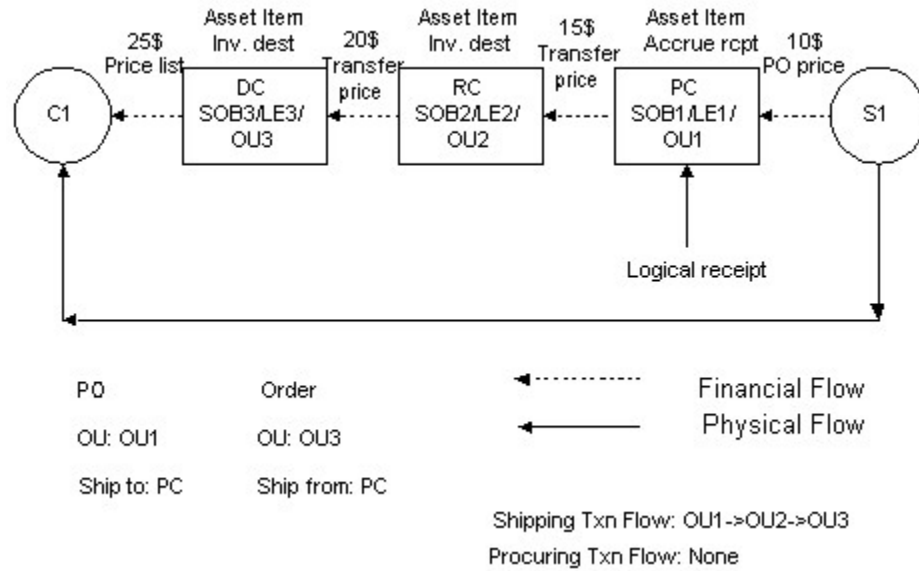 Asset Item
Inv. dest
Asset Item
Inv. dest
Asset Item
Accrue rcpt
25$
Price list
20$
Transfer
price
15$
Transfer
price
10$
PO price
C1
DC
SOB3/LE3/
OU3
RC
SOB2/LE2/
OU2
PC
SOB1/LE1/
OU1
S1
Logical receipt
PO
Order
OU: OU1
OU: OU3
Ship to: PC
Ship from: PC
Financial Flow
Physical Flow
Shipping Txn Flow: OU1->OU2->OU3
Procuring Txn Flow: None